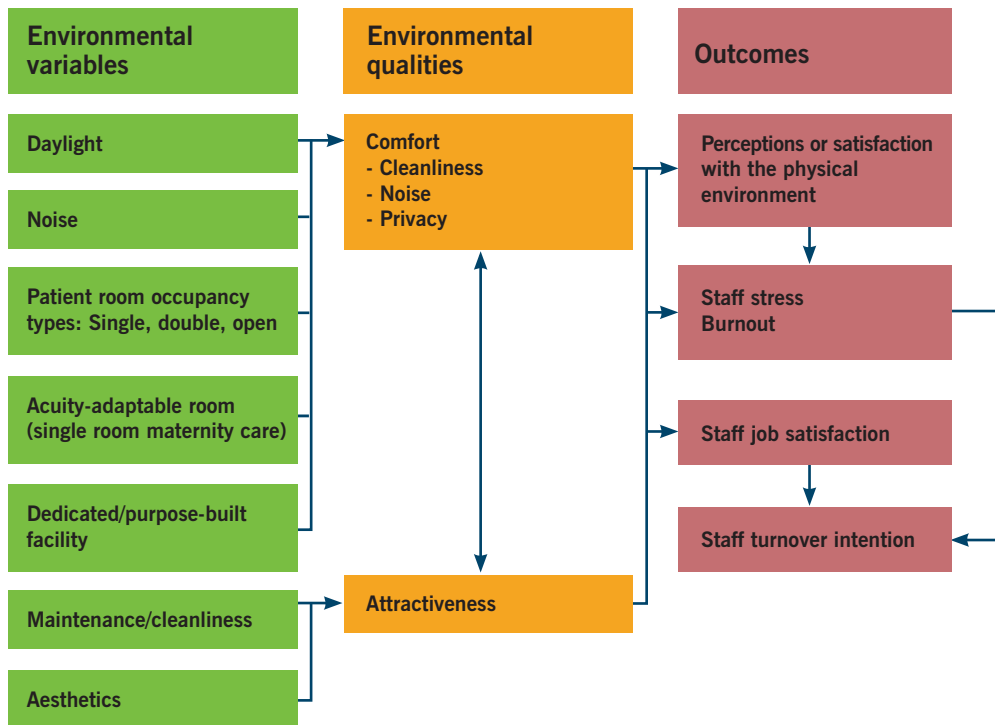 Environmental
variables
Environmental
qualities
Outcomes
Daylight
Noise
Patient room occupancy
types: Single, double, open
Acuity-adaptable room
(single room maternity care)
Dedicated/purpose-built
facility
Maintenance/cleanliness
Aesthetics
Comfort
- Cleanliness
- Noise
- Privacy
Attractiveness
Perceptions or satisfaction
with the physical
environment
Staff stress
Burnout
Staff job satisfaction
Staff turnover intention